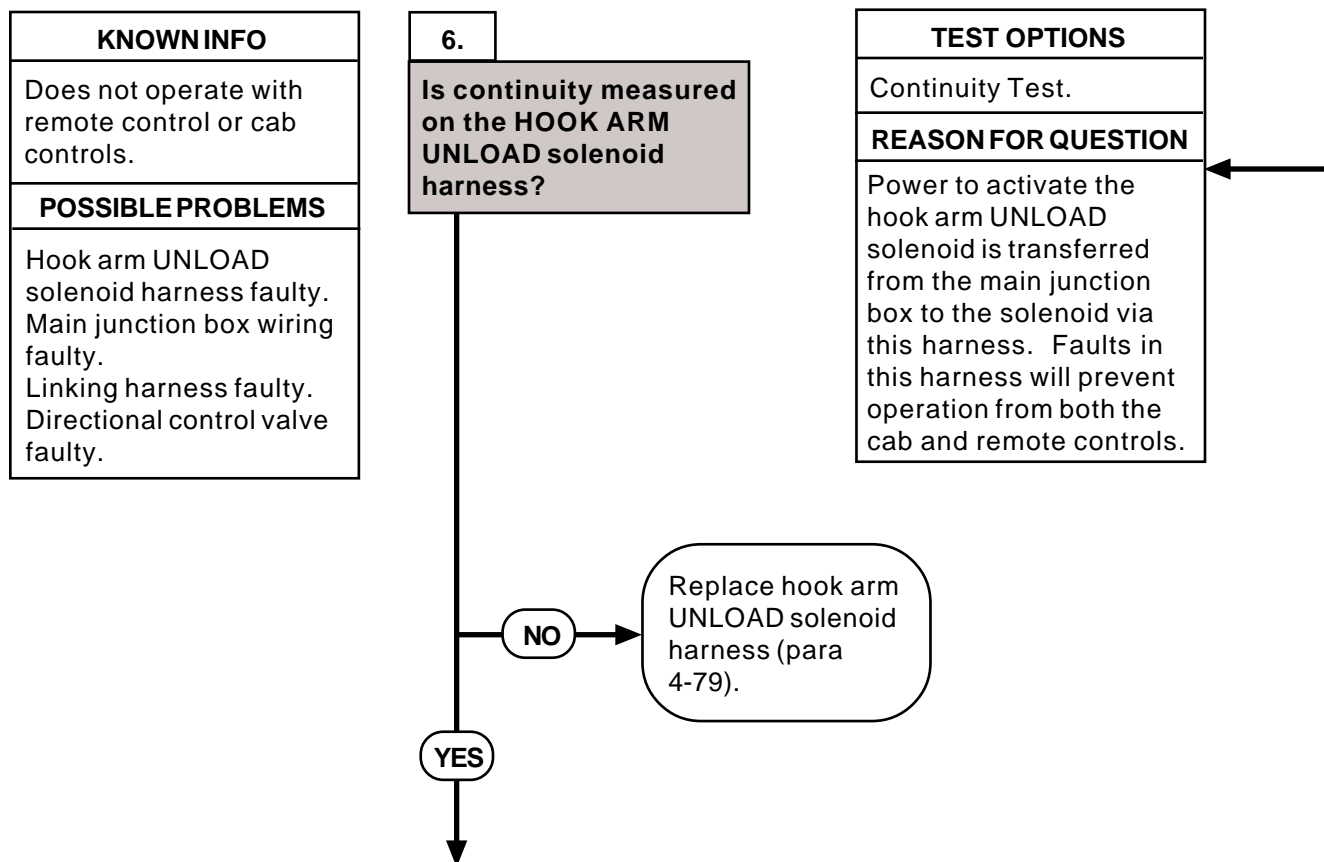 KNOWN INFO
Does not operate with
remote control or cab
controls.
POSSIBLE PROBLEMS
Hook arm UNLOAD
solenoid harness faulty.
Main junction box wiring
faulty.
Linking harness faulty.
Directional control valve
faulty.
6.
Is continuity measured
on the HOOK ARM
UNLOAD solenoid
harness?
TEST OPTIONS
Continuity Test.
REASON FOR QUESTION
Power to activate the
hook arm UNLOAD
solenoid is transferred
from the main junction
box to the solenoid via
this harness.  Faults in
this harness will prevent
operation from both the
cab and remote controls.
NO
Replace hook arm
UNLOAD solenoid
harness (para
4-79).
YES